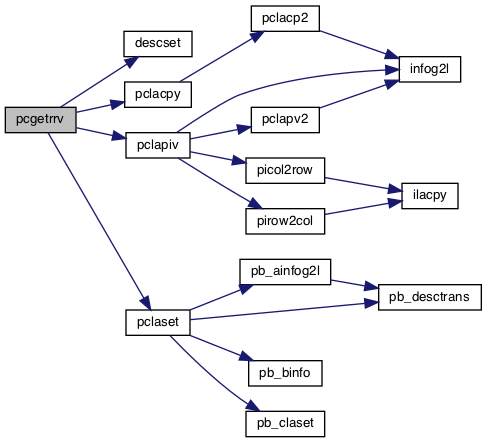 pclacp2
descset
infog2l
pclacpy
pcgetrrv
pclapv2
pclapiv
picol2row
ilacpy
pirow2col
pb_ainfog2l
pb_desctrans
pclaset
pb_binfo
pb_claset